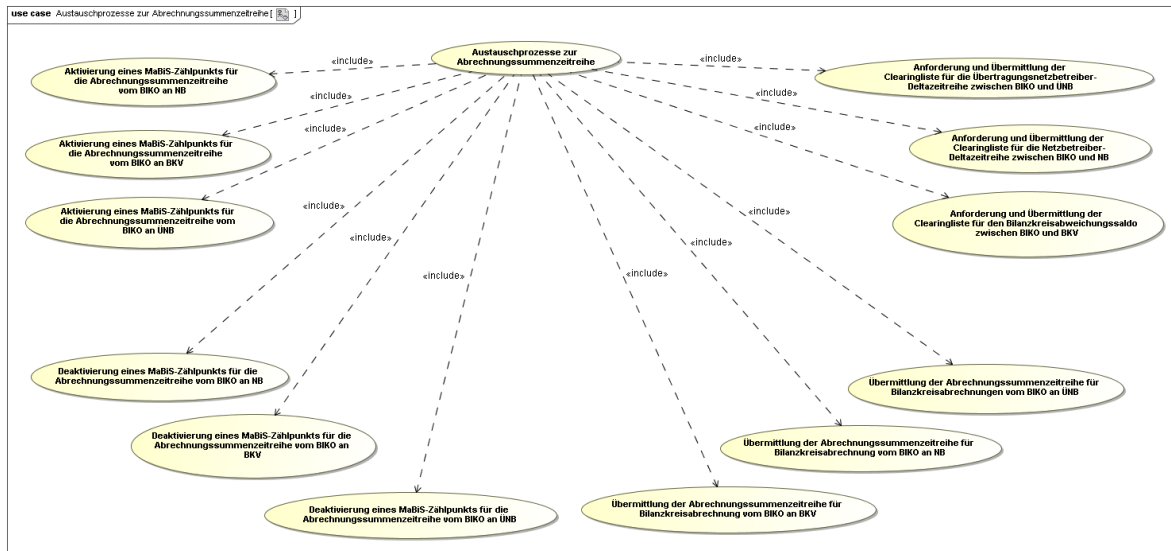 use case Austauschprozesse zur Abrechnungssummenzeitreihe [ ]
Austauschprozesse zur
Abrechnungssummenzeitreihe
«include»
«include»
«include»
«include»
«include»
«include»
«include»
«include»
«include»
«include»
«include»
«include»
Aktivierung eines MaBiS-Zählpunkts für
die Abrechnungssummenzeitreihe
vom BIKO an NB
Aktivierung eines MaBiS-Zählpunkts für
die Abrechnungssummenzeitreihe
vom BIKO an BKV
Aktivierung eines MaBiS-Zählpunkts für
die Abrechnungssummenzeitreihe vom
BIKO an ÜNB
Anforderung und Übermittlung der
Clearingliste für die Übertragungsnetzbetreiber-
Deltazeitreihe zwischen BIKO und ÜNB
Anforderung und Übermittlung der
Clearingliste für die Netzbetreiber-
Deltazeitreihe zwischen BIKO und NB
Anforderung und Übermittlung der
Clearingliste für den Bilanzkreisabweichungssaldo
zwischen BIKO und BKV
Deaktivierung eines MaBiS-Zählpunkts für die
Abrechnungssummenzeitreihe vom BIKO an NB
Deaktivierung eines MaBiS-Zählpunkts für die
Abrechnungssummenzeitreihe vom BIKO an
BKV
Deaktivierung eines MaBiS-Zählpunkts für die
Abrechnungssummenzeitreihe vom BIKO an ÜNB
Übermittlung der Abrechnungssummenzeitreihe für
Bilanzkreisabrechnungen vom BIKO an ÜNB
Übermittlung der Abrechnungssummenzeitreihe für
Bilanzkreisabrechnung vom BIKO an NB
Übermittlung der Abrechnungssummenzeitreihe für
Bilanzkreisabrechnung vom BIKO an BKV